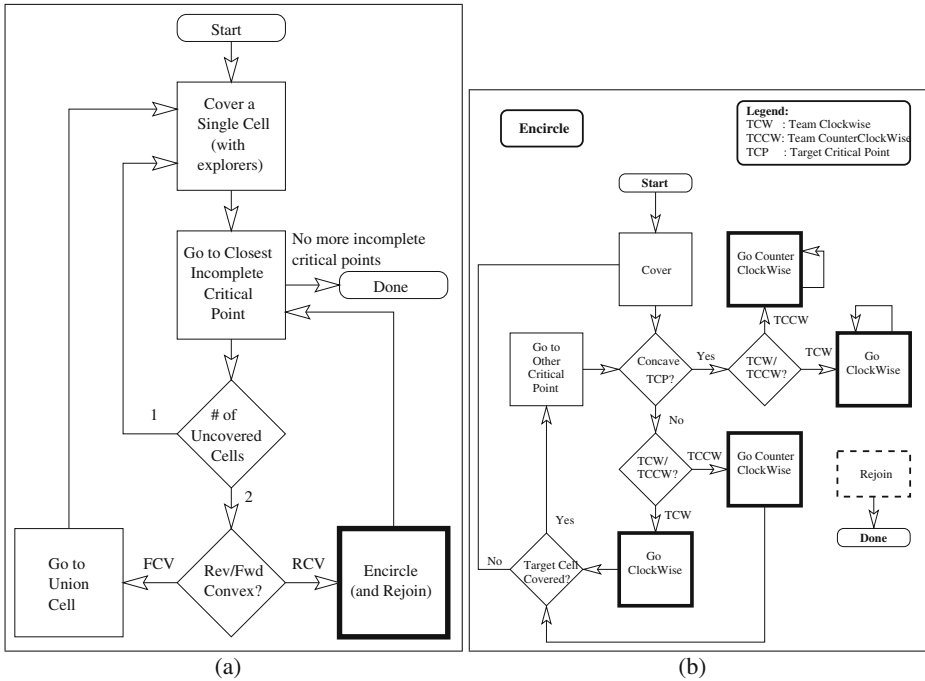 Start
Cover a
Single Cell
(with
explorers)
Go to Closest
Incomplete
Critical
Point
No more incomplete
critical points
Done
1
# of
Uncovered
Cells
2
Go to
Union
Cell
FCV
Rev/Fwd
Convex?
RCV
Encircle
(and Rejoin)
(a)
Encircle
Legend:
TCW : Team Clockwise
TCCW: Team CounterClockWise
TCP : Target Critical Point
Start
Cover
Go Counter
ClockWise
TCCW
Go to
Other
Critical
Point
Concave
TCP?
Yes
TCW/
TCCW?
TCW
Go
ClockWise
No
TCW/
TCCW?
TCCW
Go Counter
ClockWise
Rejoin
Done
TCW
Yes
No
Target Cell
Covered?
Go
ClockWise
(b)